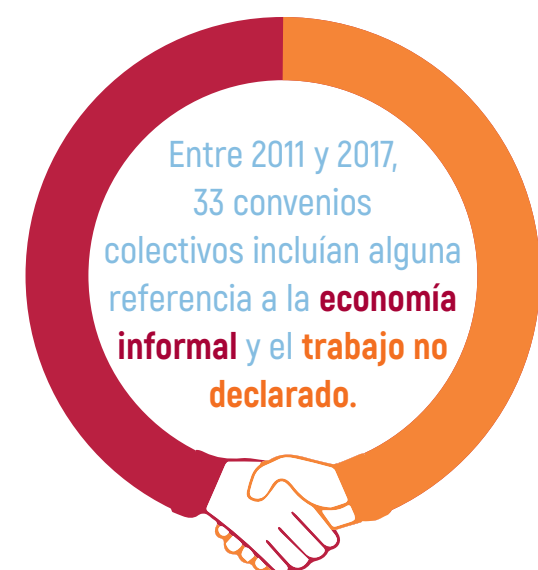 Entre 2011 y 2017,
33 convenios
colectivos incluían alguna
referencia a la economía
informal y el trabajo no
declarado.